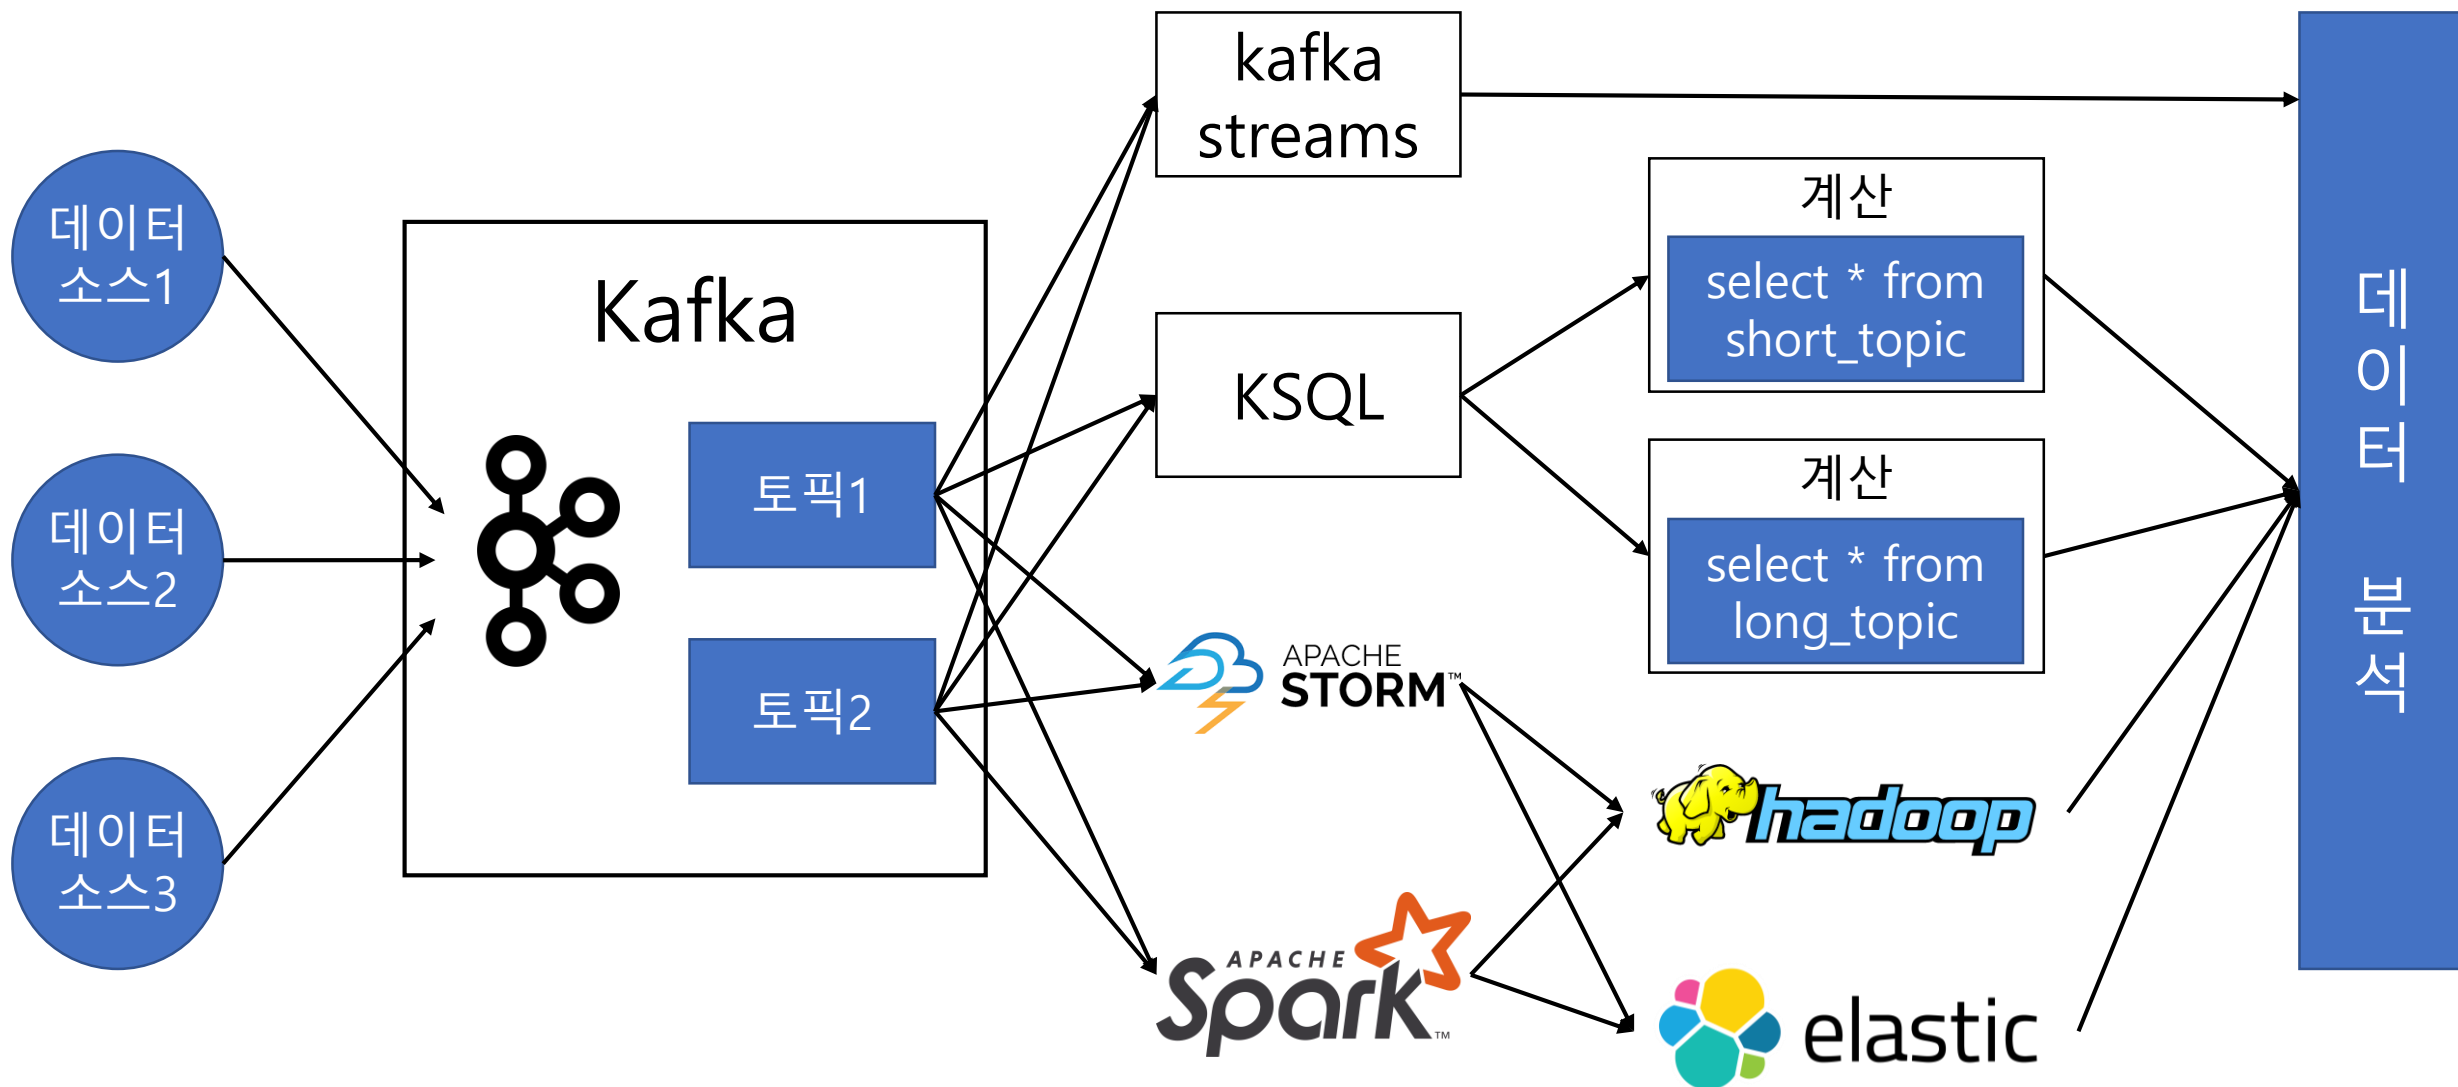 데이터
소스1
데이터
소스2
데이터
소스3
Kafka
토픽1
토픽2
kafka
streams
KSQL
APACHE
STORM™
APACHE
Spark™
계산
select * from
short_topic
계산
select * from
long_topic
hadoop
elastic
데
이
터
분
석